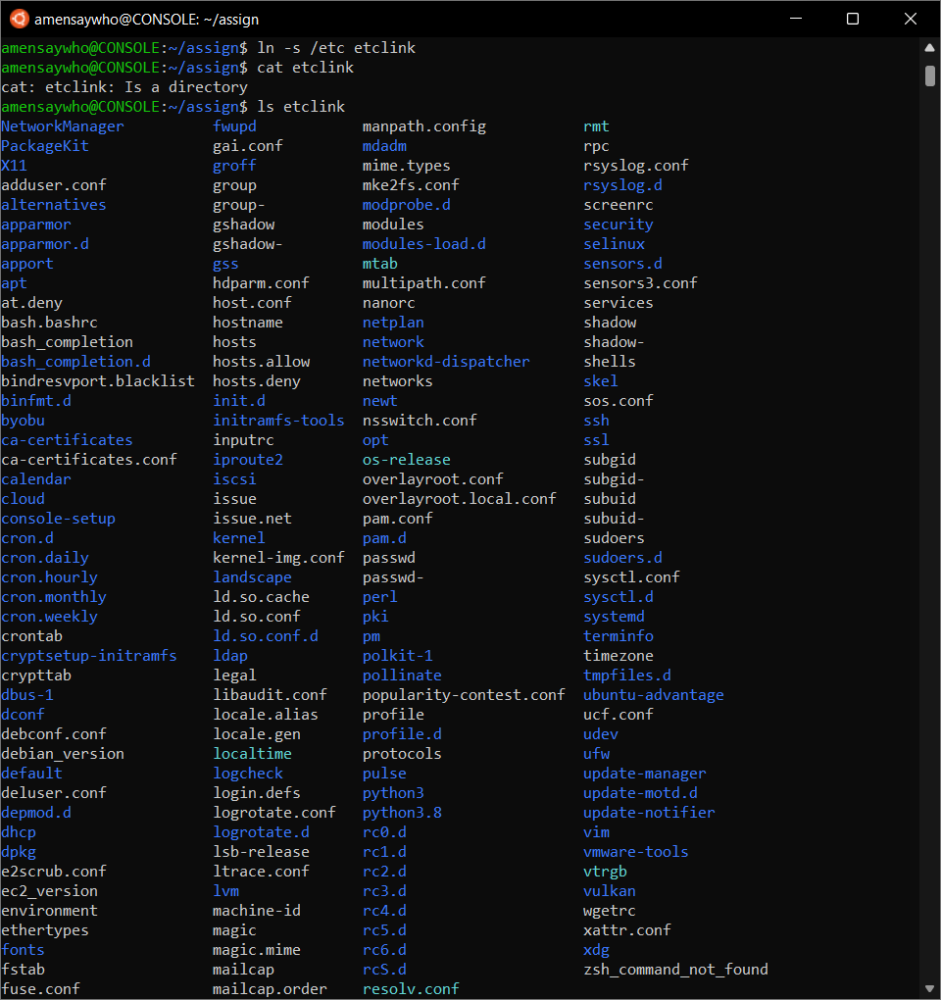 amensaywho@CONSOLE: ~/assign
amensaywho@CONSOLE:~/assign$ ln -s /etc etclink
amensaywho@CONSOLE:~/assign$ cat etclink
cat: etclink: Is a directory
amensaywho@CONSOLE:~/assign$ ls etclink
NetworkManager fwupd manpath.config rmt
PackageKit gai.conf mdadm rpc
X11 groff mime.types rsyslog.conf
adduser.conf group mke2fs.conf rsyslog.d
alternatives group- modprobe.d screenrc
apparmor gshadow modules security
apparmor.d gshadow- modules-load.d selinux
apport gss mtab sensors.d
apt hdparm.conf multipath.conf sensors3.conf
at.deny host.conf nanorc services
bash.bashrc hostname netplan shadow
bash_completion hosts network shadow-
bash_completion.d hosts.allow networkd-dispatcher shells
bindresvport.blacklist hosts.deny networks skel
binfmt.d init.d newt sos.conf
byobu initramfs-tools nsswitch.conf ssh
ca-certificates inputrc opt ssl
ca-certificates.conf iproute2 os-release subgid
calendar iscsi overlayroot.conf subgid-
cloud issue overlayroot.local.conf subuid
console-setup issue.net pam.conf subuid-
cron.d kernel pam.d sudoers
cron.daily kernel-img.conf passwd sudoers.d
cron.hourly landscape passwd- sysctl.conf
cron.monthly ld.so.cache perl sysctl.d
cron.weekly ld.so.conf pki systemd
crontab ld.so.conf.d pm terminfo
cryptsetup-initramfs ldap polkit-1 timezone
crypttab legal pollinate tmpfiles.d
dbus-1 libaudit.conf popularity-contest.conf ubuntu-advantage
dconf locale.alias profile ucf.conf
debconf.conf locale.gen profile.d udev
debian_version localtime protocols ufw
default logcheck pulse update-manager
deluser.conf login.defs python3 update-motd.d
depmod.d logrotate.conf python3.8 update-notifier
dhcp logrotate.d rc0.d vim
dpkg lsb-release rc1.d vmware-tools
e2scrub.conf ltrace.conf rc2.d vtrgb
ec2_version lvm rc3.d vulkan
environment machine-id rc4.d wgetrc
ethertypes magic rc5.d xattr.conf
fonts magic.mime rc6.d xdg
fstab mailcap rcS.d zsh_command_not_found
fuse.conf mailcap.order resolv.conf